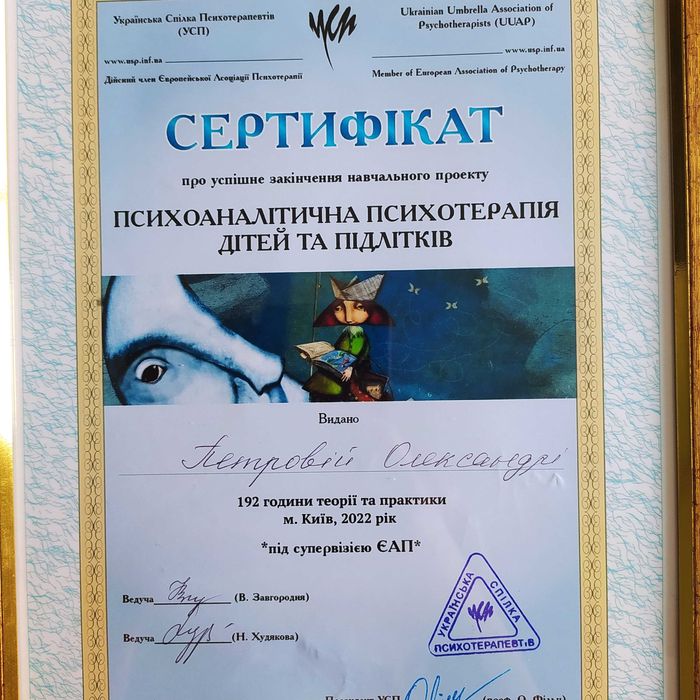 Українська Спілка Психотерапевтів
(УСП)
www.usp.inf.ua
Дійсний член Європейської Асоціації Психотерапії
усп
Ukrainian Umbrella Association of
Psychotherapists (UUAP)
www.usp.inf.ua
Member of European Association of Psychotherapy
СЕРТИФІКАТ
про успішне закінчення навчального проекту
ПСИХОАНАЛІТИЧНА ПСИХОТЕРАПІЯ
ДІТЕЙ ТА ПІДЛІТКІВ
Видано
Петровій Олександрі
192 години теорії та практики
м. Київ, 2022 рік
*під супервізією ЄАП*
Ведуча (В. Завгородня)
Ведуча (Н. Худякова)
УКРАЇНСЬКА СПІЛКА ПСИХОТЕРАПЕВТІВ
усп